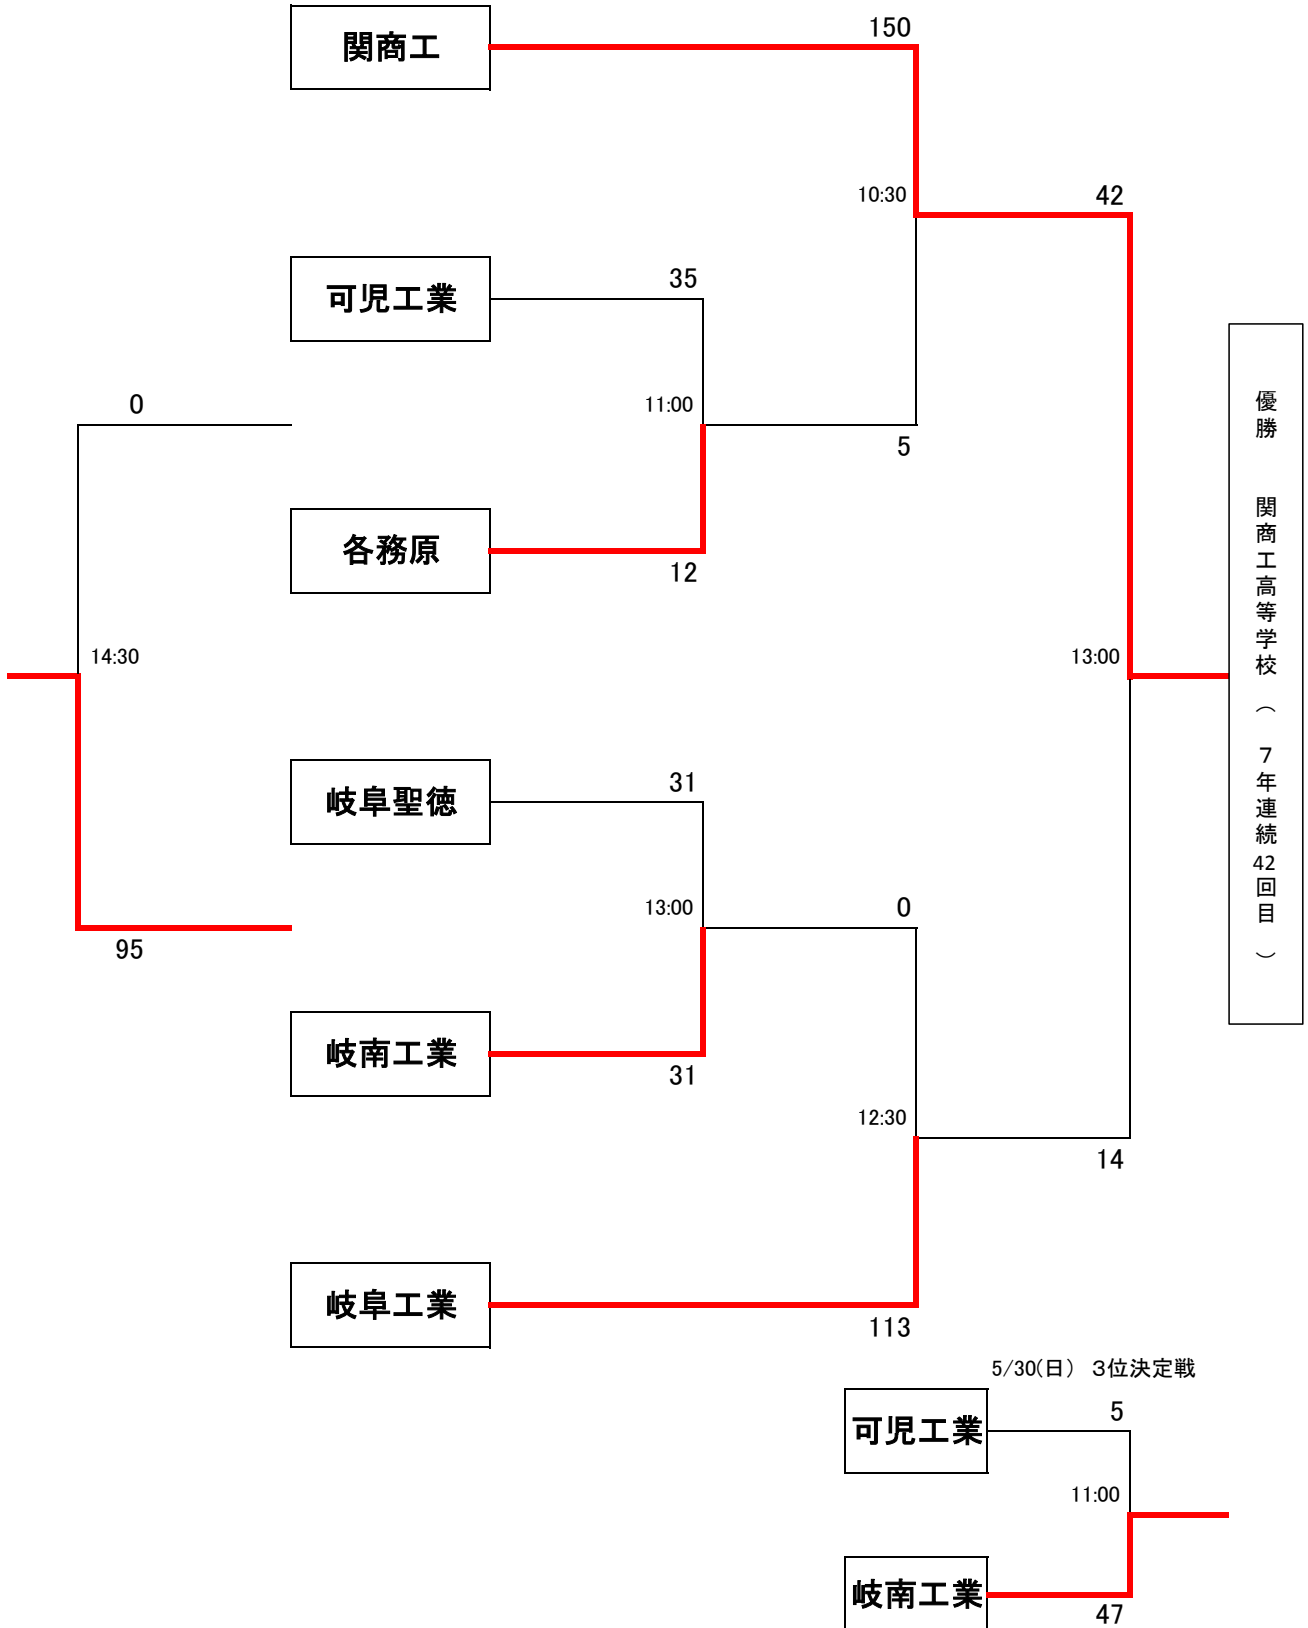 関商工
150
10:30
42
可児工業
35
11:00
0
5
各務原
12
14:30
13:00
優勝 関商工高等学校（ 7年連続42回目 ）
岐阜聖徳
31
13:00
0
95
岐南工業
31
12:30
14
岐阜工業
113
5/30(日) 3位決定戦
可児工業
5
11:00
岐南工業
47